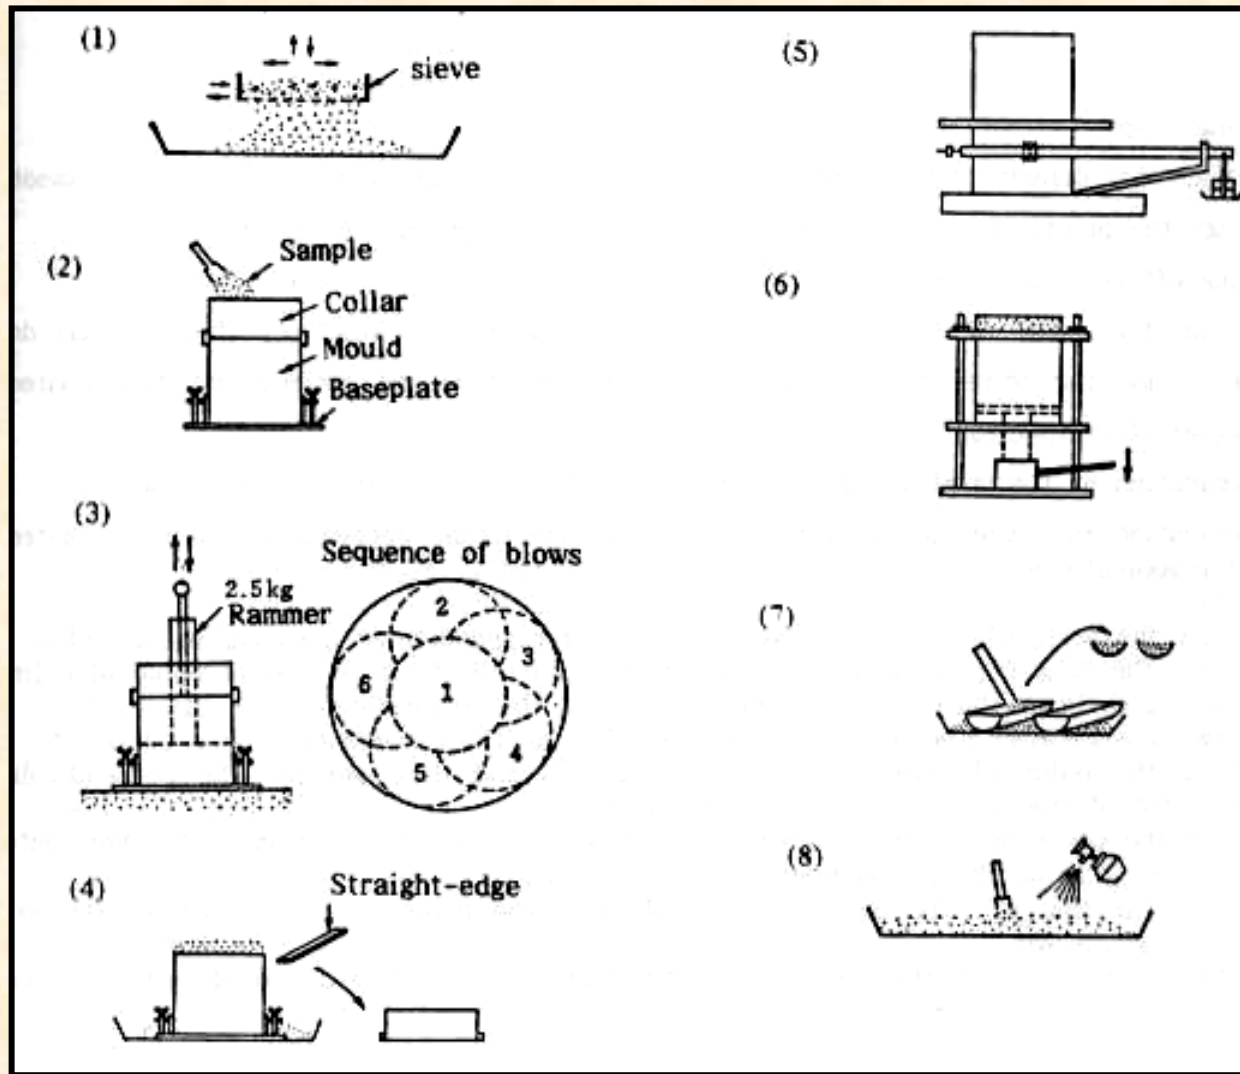 (1)
sieve
(2)
Sample
Collar
Mould
Baseplate
(3)
2.5kg
Rammer
Sequence of blows
1
2
3
4
5
6
(4)
Straight-edge
(5)
(6)
(7)
(8)